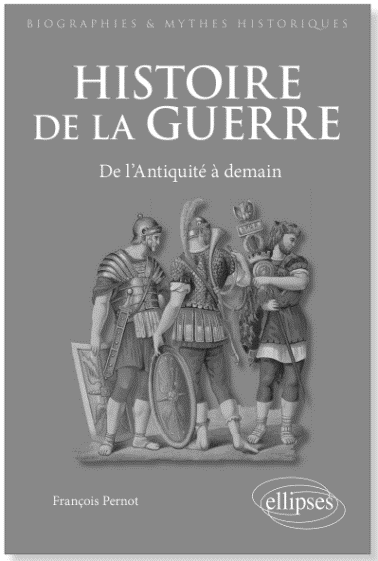 BIOGRAPHIES & MYTHES HISTORIQUES
HISTOIRE
DE LA GUERRE
De l'Antiquité à demain
François Pernot
ellipses